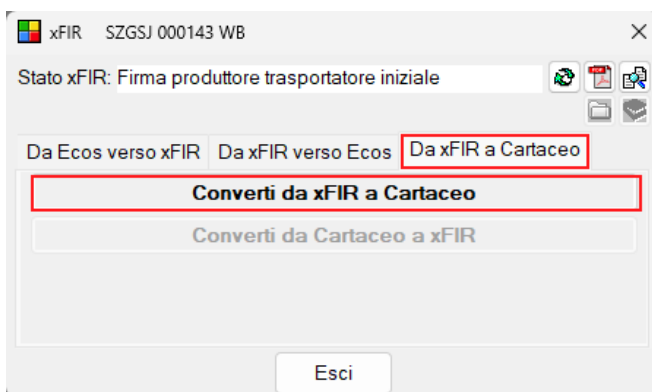 xFIR SZGSJ 000143 WB
Stato xFIR: Firma produttore trasportatore iniziale
Da Ecos verso xFIR Da xFIR verso Ecos Da xFIR a Cartaceo
Converti da xFIR a Cartaceo
Converti da Cartaceo a xFIR
Esci